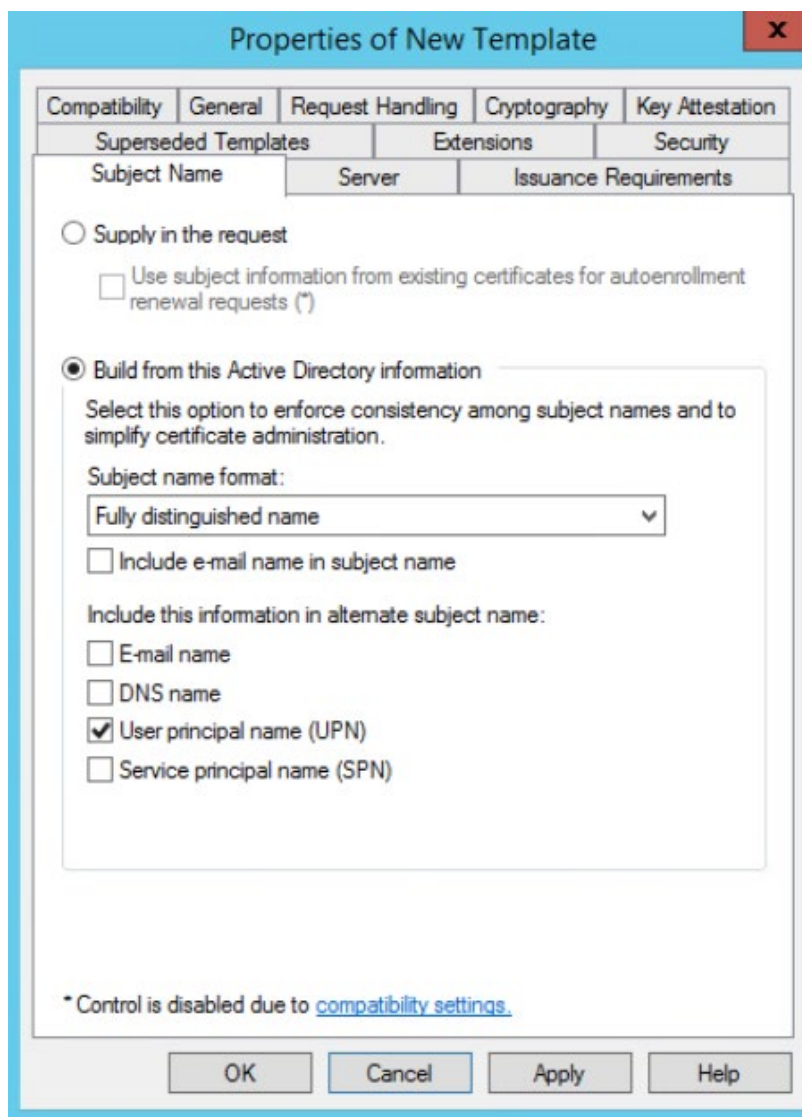 Properties of New Template
x
Compatibility General Request Handling Cryptography Key Attestation
Superseded Templates Extensions Security
Subject Name Server Issuance Requirements
Supply in the request
Use subject information from existing certificates for autoenrollment
renewal requests (*)
Build from this Active Directory information
Select this option to enforce consistency among subject names and to
simplify certificate administration.
Subject name format:
Fully distinguished name
Include e-mail name in subject name
Include this information in alternate subject name:
E-mail name
DNS name
User principal name (UPN)
Service principal name (SPN)
* Control is disabled due to compatibility settings.
OK Cancel Apply Help